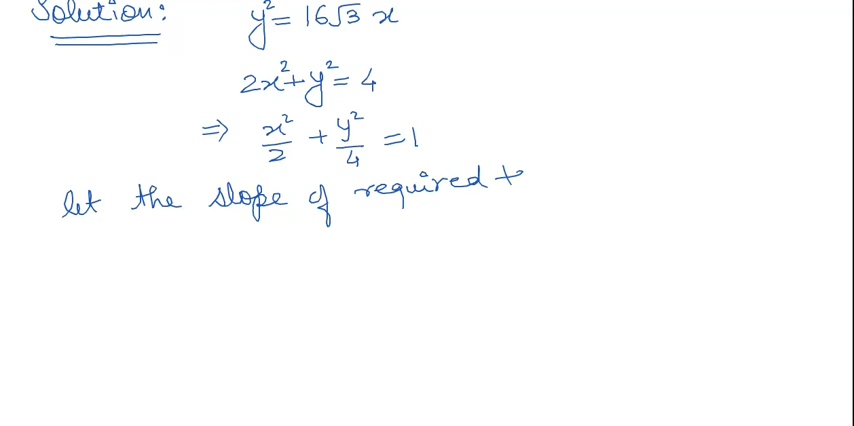 Solution: y² = 16√3 x
2x² + y² = 4
⇒ x²/2 + y²/4 = 1
let the slope of required t